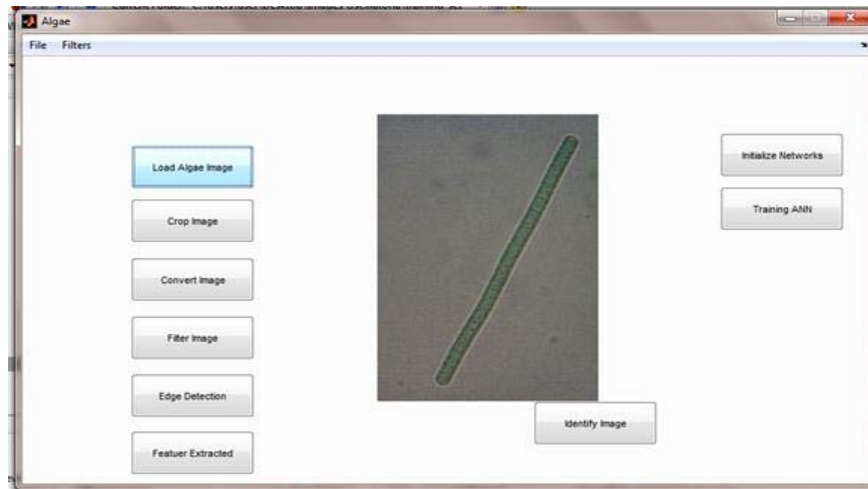 Algae
File Filters
Load Algae Image
Crop Image
Convert Image
Filter Image
Edge Detection
Featuer Extracted
Initialize Networks
Training ANN
Identify Image